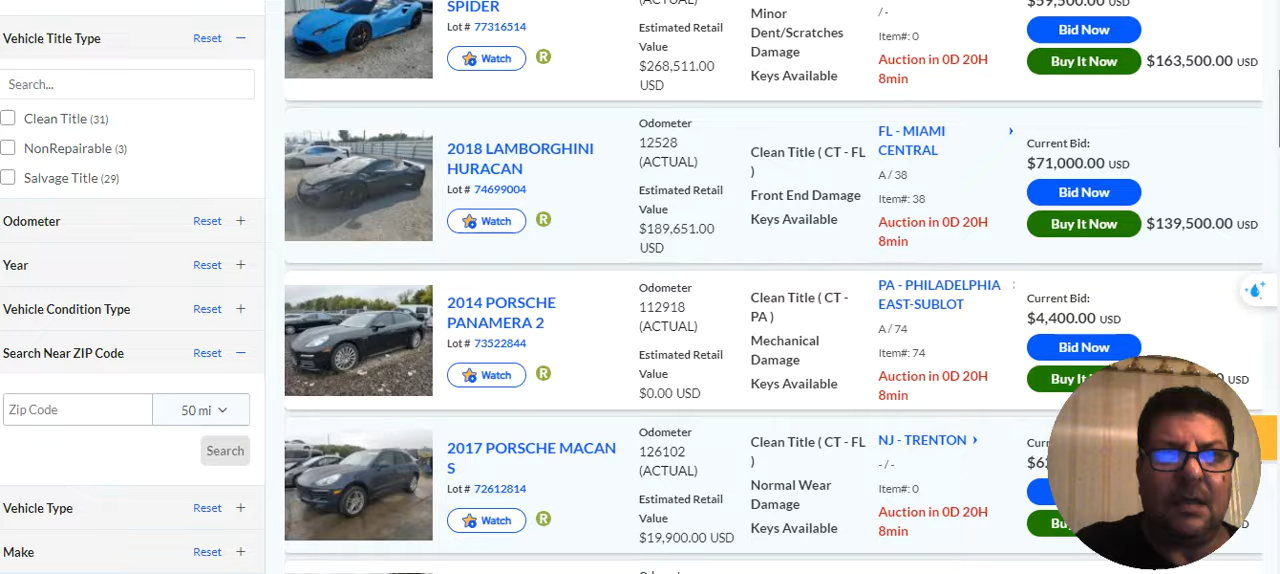 Vehicle Title Type
Reset
Search...
Clean Title (31)
NonRepairable (3)
Salvage Title (29)
Odometer
Reset
Year
Reset
Vehicle Condition Type
Reset
Search Near ZIP Code
Reset
Zip Code
50 mi
Search
Vehicle Type
Reset
Make
Reset
SPIDER
Lot # 77316514
Watch
R
Estimated Retail
Value
$268,511.00
USD
Minor
Dent/Scratches
Damage
Keys Available
/ -
Item#: 0
Auction in 0D 20H
8min
$59,500.00 USD
Bid Now
Buy It Now
$163,500.00 USD
2018 LAMBORGHINI
HURACAN
Lot # 74699004
Watch
R
Odometer
12528
(ACTUAL)
Estimated Retail
Value
$189,651.00
USD
Clean Title ( CT - FL
)
Front End Damage
Keys Available
FL - MIAMI
CENTRAL
A / 38
Item#: 38
Auction in 0D 20H
8min
Current Bid:
$71,000.00 USD
Bid Now
Buy It Now
$139,500.00 USD
2014 PORSCHE
PANAMERA 2
Lot # 73522844
Watch
R
Odometer
112918
(ACTUAL)
Estimated Retail
Value
$0.00 USD
Clean Title ( CT -
PA )
Mechanical
Damage
Keys Available
PA - PHILADELPHIA
EAST-SUBLOT
A / 74
Item#: 74
Auction in 0D 20H
8min
Current Bid:
$4,400.00 USD
Bid Now
Buy It
USD
2017 PORSCHE MACAN
S
Lot # 72612814
Watch
R
Odometer
126102
(ACTUAL)
Estimated Retail
Value
$19,900.00 USD
Clean Title ( CT - FL
)
Normal Wear
Damage
Keys Available
NJ - TRENTON
- / -
Item#: 0
Auction in 0D 20H
8min